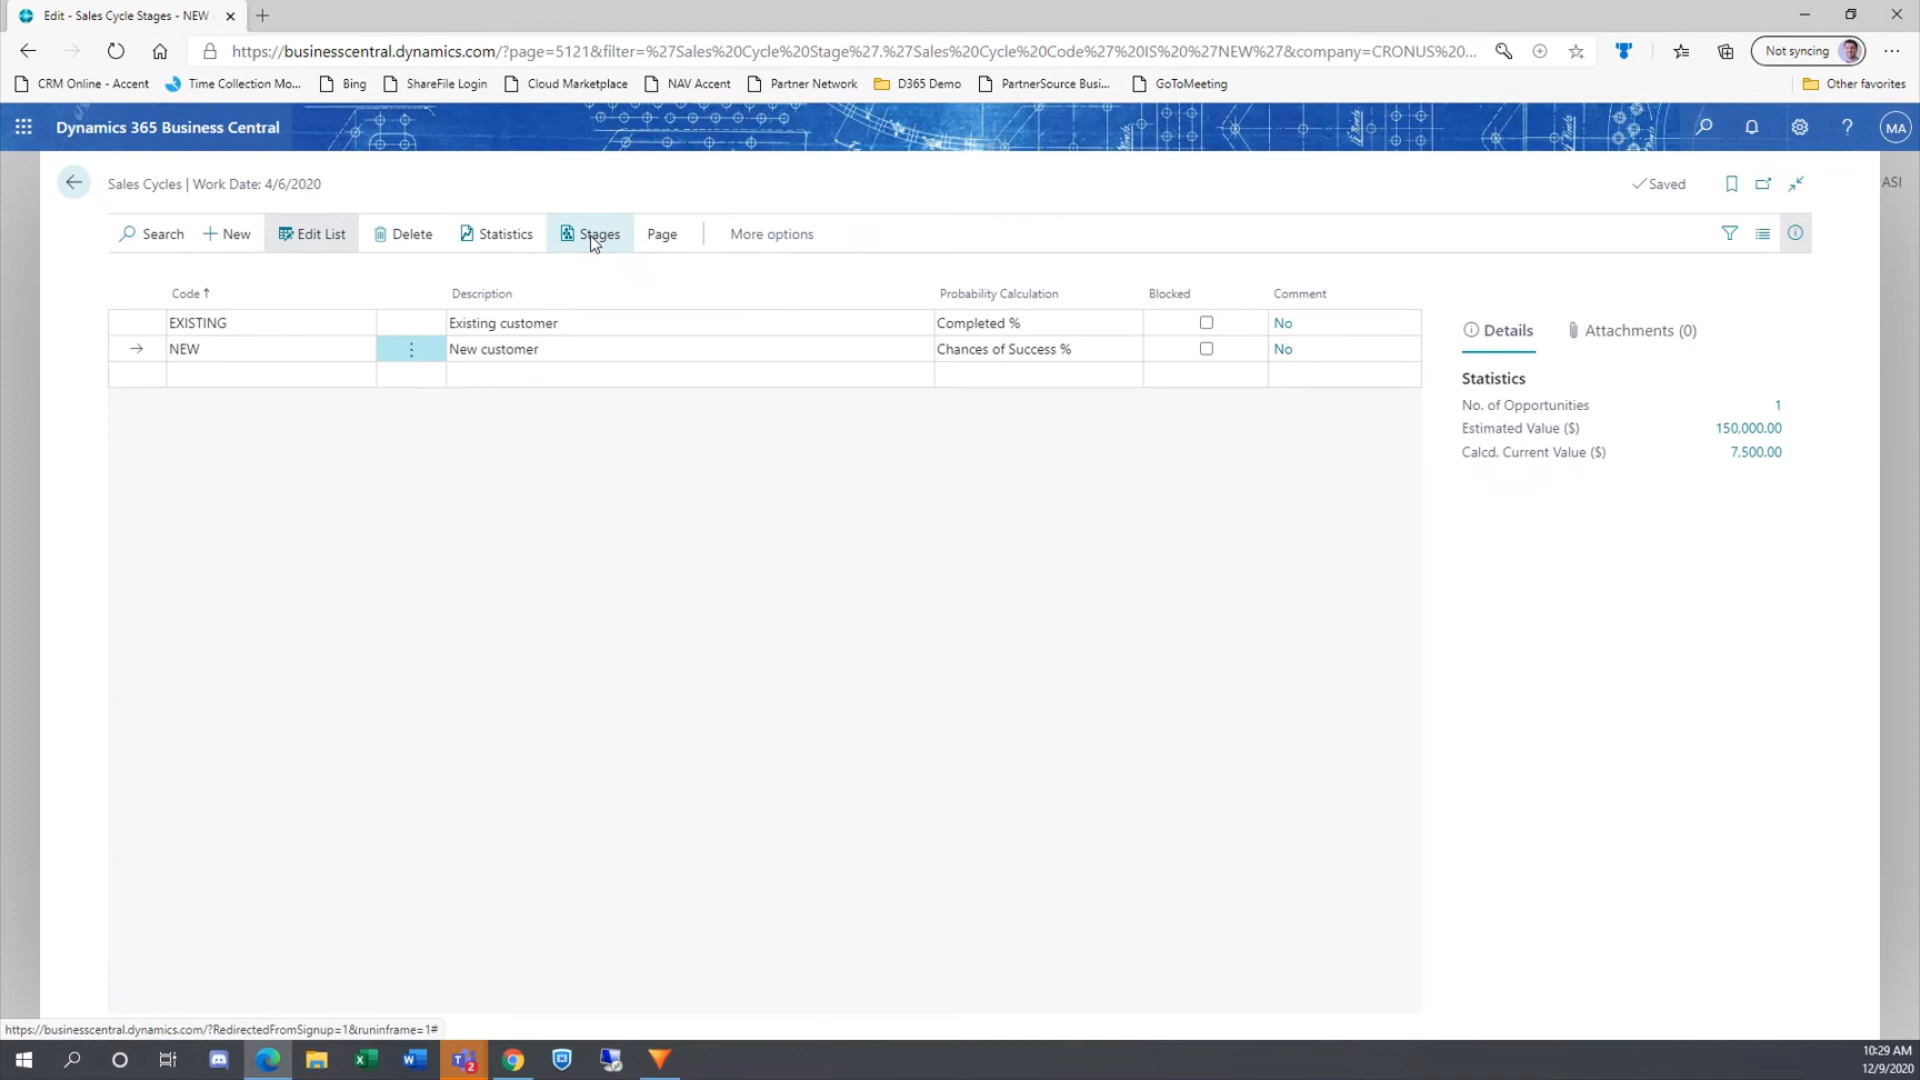 Edit - Sales Cycle Stages - NEW
https://businesscentral.dynamics.com/?page=5121&filter=%27Sales%20Cycle%20Stage%27.%27Sales%20Cycle%20Code%27%20IS%20%27NEW%27&company=CRONUS%20...
Not syncing
CRM Online - Accent
Time Collection Mo...
Bing
ShareFile Login
Cloud Marketplace
NAV Accent
Partner Network
D365 Demo
PartnerSource Busi...
GoToMeeting
Other favorites
Dynamics 365 Business Central
MA
Sales Cycles | Work Date: 4/6/2020
Saved
ASI
Search
New
Edit List
Delete
Statistics
Stages
Page
More options
Code ↑ Description Probability Calculation Blocked Comment
EXISTING Existing customer Completed % No
NEW New customer Chances of Success % No
Details
Attachments (0)
Statistics
No. of Opportunities 1
Estimated Value ($) 150,000.00
Calcd. Current Value ($) 7,500.00
https://businesscentral.dynamics.com/?RedirectedFromSignup=1&runinframe=1#
2
10:29 AM
12/9/2020